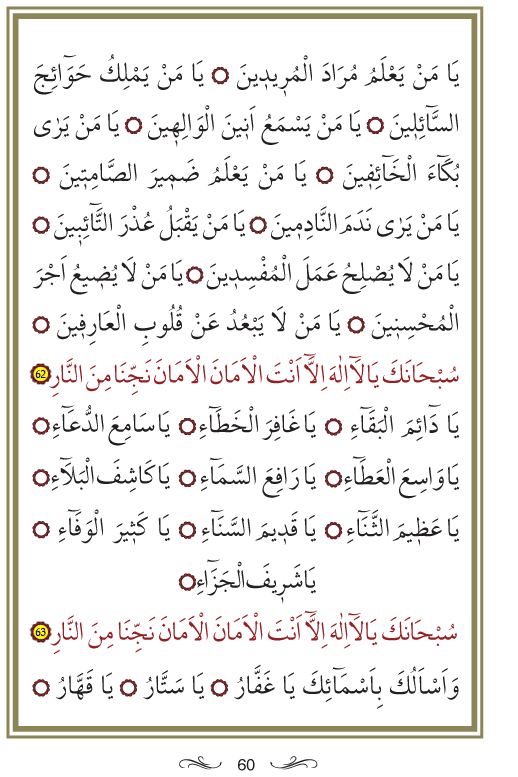 يَا مَنْ يَعْلَمُ مُرَادَ الْمُرٖيدٖينَ ۞ يَا مَنْ يَمْلِكُ حَوَٓائِجَ
السَّٓائِلٖينَ ۞ يَا مَنْ يَسْمَعُ اَنٖينَ الْوَالِهٖينَ ۞ يَا مَنْ يَرٰى
بُكَٓاءَ الْخَٓائِفٖينَ ۞ يَا مَنْ يَعْلَمُ ضَمٖيرَ الصَّامِتٖينَ ۞
يَا مَنْ يَرٰى نَدَمَ النَّادِمٖينَ ۞ يَا مَنْ يَقْبَلُ عُذْرَ التَّٓائِبٖينَ ۞
يَا مَنْ لَا يُصْلِحُ عَمَلَ الْمُفْسِدٖينَ ۞ يَا مَنْ لَا يُضٖيعُ اَجْرَ
الْمُحْسِنٖينَ ۞ يَا مَنْ لَا يَبْعُدُ عَنْ قُلُوبِ الْعَارِفٖينَ ۞
سُبْحَانَكَ يَا لَٓا اِلٰهَ اِلَّٓا اَنْتَ الْاَمَانَ الْاَمَانَ نَجِّنَا مِنَ النَّارِ 62
يَا دَٓائِمَ الْبَقَٓاءِ ۞ يَا غَافِرَ الْخَطَٓاءِ ۞ يَا سَامِعَ الدُّعَٓاءِ ۞
يَا وَاسِعَ الْعَطَٓاءِ ۞ يَا رَافِعَ السَّمَٓاءِ ۞ يَا كَاشِفَ الْبَلَٓاءِ ۞
يَا عَظٖيمَ الثَّنَٓاءِ ۞ يَا قَدٖيمَ السَّنَٓاءِ ۞ يَا كَثٖيرَ الْوَفَٓاءِ ۞
يَا شَرٖيفَ الْجَزَٓاءِ ۞
سُبْحَانَكَ يَا لَٓا اِلٰهَ اِلَّٓا اَنْتَ الْاَمَانَ الْاَمَانَ نَجِّنَا مِنَ النَّارِ 63
وَاَسْاَلُكَ بِاَسْمَٓائِكَ يَا غَفَّارُ ۞ يَا سَتَّارُ ۞ يَا قَهَّارُ ۞
60